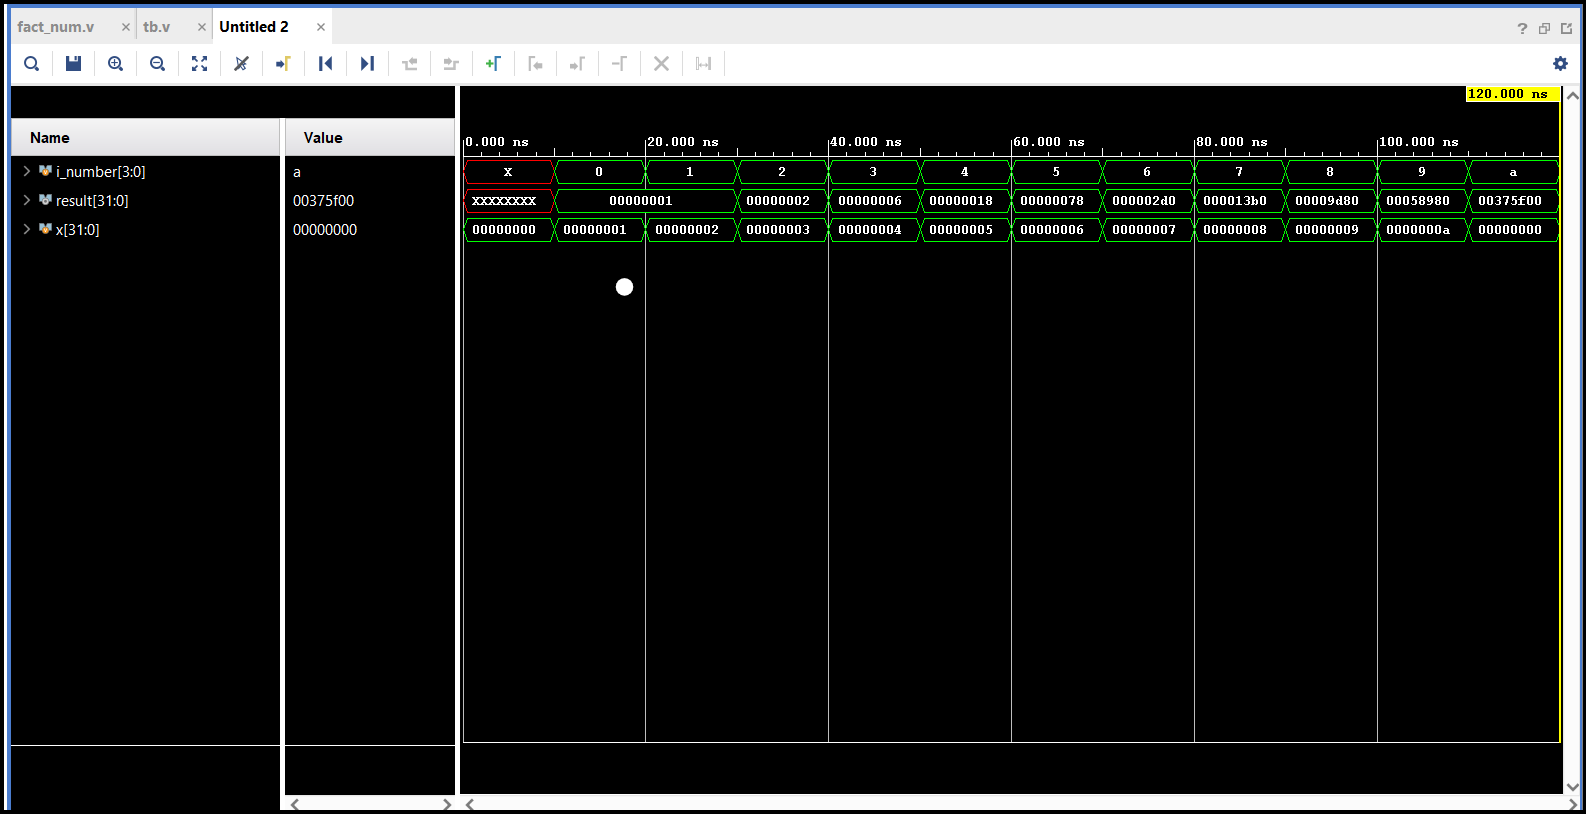 fact_num.v × tb.v × Untitled 2 ×
?
120.000 ns
Name Value
0.000 ns 20.000 ns 40.000 ns 60.000 ns 80.000 ns 100.000 ns
i_number[3:0] a X 0 1 2 3 4 5 6 7 8 9 a
result[31:0] 00375f00 XXXXXXXX 00000001 00000002 00000006 00000018 00000078 000002d0 000013b0 00009d80 00058980 00375f00
x[31:0] 00000000 00000000 00000001 00000002 00000003 00000004 00000005 00000006 00000007 00000008 00000009 0000000a 00000000